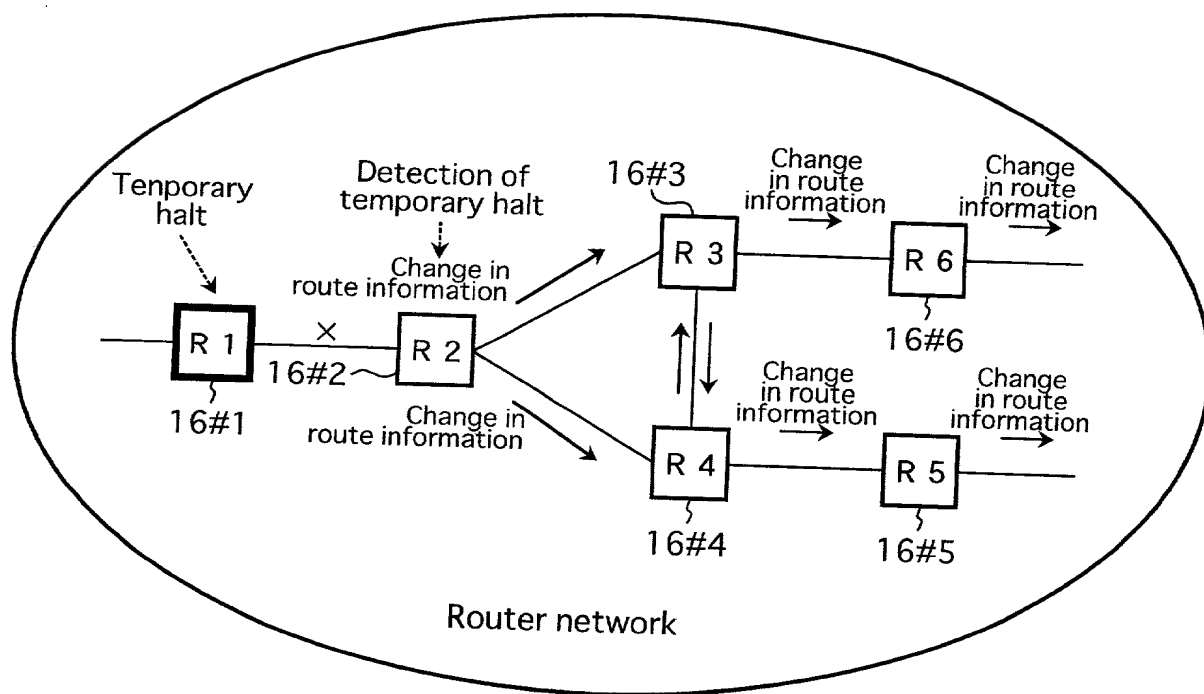 Tenporary
halt
Detection of
temporary halt
Change in
route information
16#3
Change
in route
information
Change
in route
information
R 1
×
R 2
R 3
R 6
16#1
16#2
16#6
Change in
route information
Change
in route
information
Change
in route
information
R 4
R 5
16#4
16#5
Router network